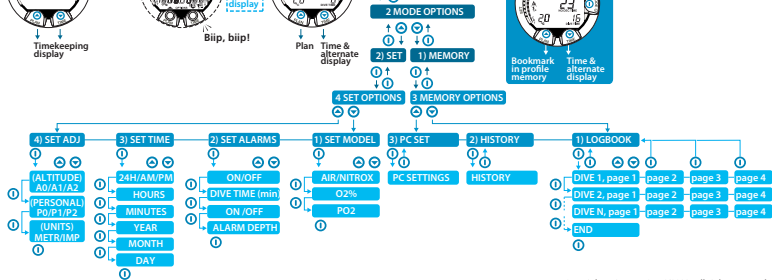 display
2 MODE OPTIONS
23
20
16
Biip, biip!
Timekeeping
display
Plan
Time &
alternate
display
Bookmark
in profile
memory
Time &
alternate
display
2) SET
1) MEMORY
4 SET OPTIONS
3 MEMORY OPTIONS
4) SET ADJ
3) SET TIME
2) SET ALARMS
1) SET MODEL
3) PC SET
2) HISTORY
1) LOGBOOK
(ALTITUDE)
A0/A1/A2
(PERSONAL)
P0/P1/P2
(UNITS)
METR/IMP
24H/AM/PM
HOURS
MINUTES
YEAR
MONTH
DAY
ON/OFF
DIVE TIME (min)
ON /OFF
ALARM DEPTH
AIR/NITROX
O2%
PO2
PC SETTINGS
HISTORY
DIVE 1, page 1
page 2
page 3
page 4
DIVE 2, page 1
page 2
page 3
page 4
DIVE N, page 1
page 2
page 3
page 4
END